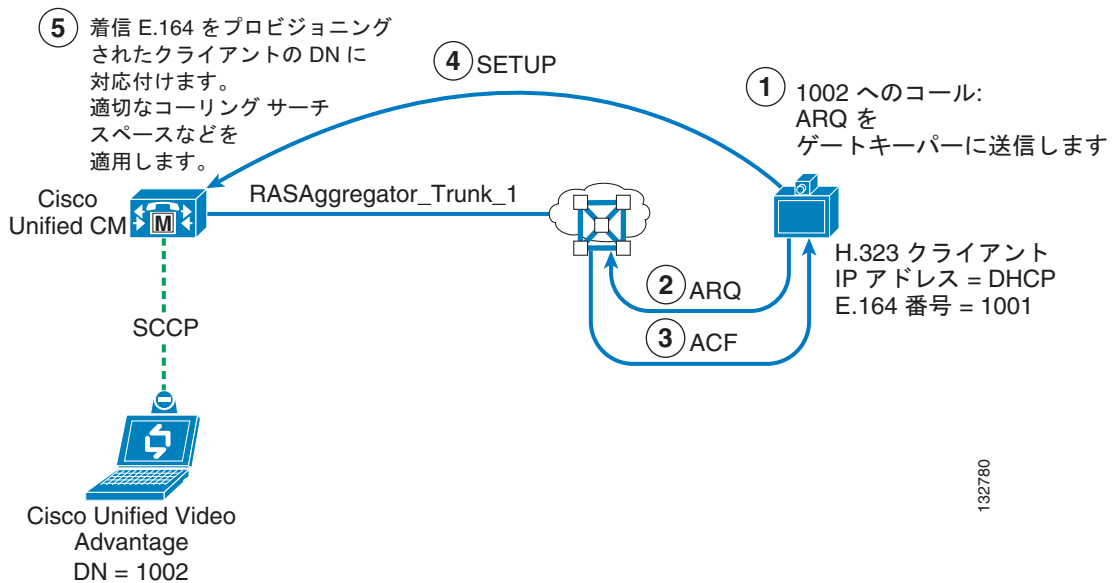 5 着信 E.164 をプロビジョニング
されたクライアントの DN に
対応付けます。
適切なコーリング サーチ
スペースなどを
適用します。
4 SETUP
1 1002 へのコール:
ARQ を
ゲートキーパーに送信します
Cisco
Unified CM
M
RASAggregator_Trunk_1
H.323 クライアント
IP アドレス = DHCP
E.164 番号 = 1001
2 ARQ
3 ACF
SCCP
Cisco Unified Video
Advantage
DN = 1002
132780